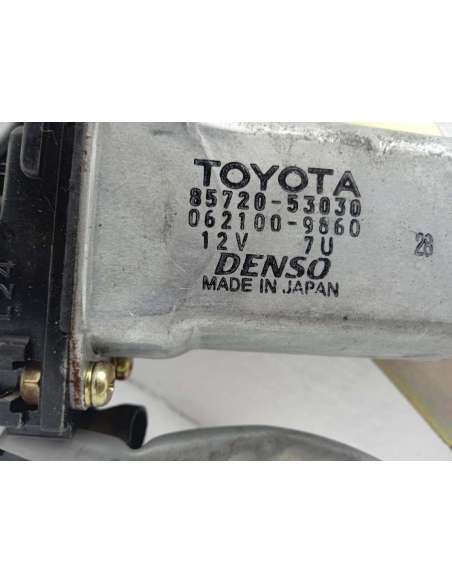 TOYOTA
85720-53030
062100-9860
12V 7U 28
DENSO
MADE IN JAPAN